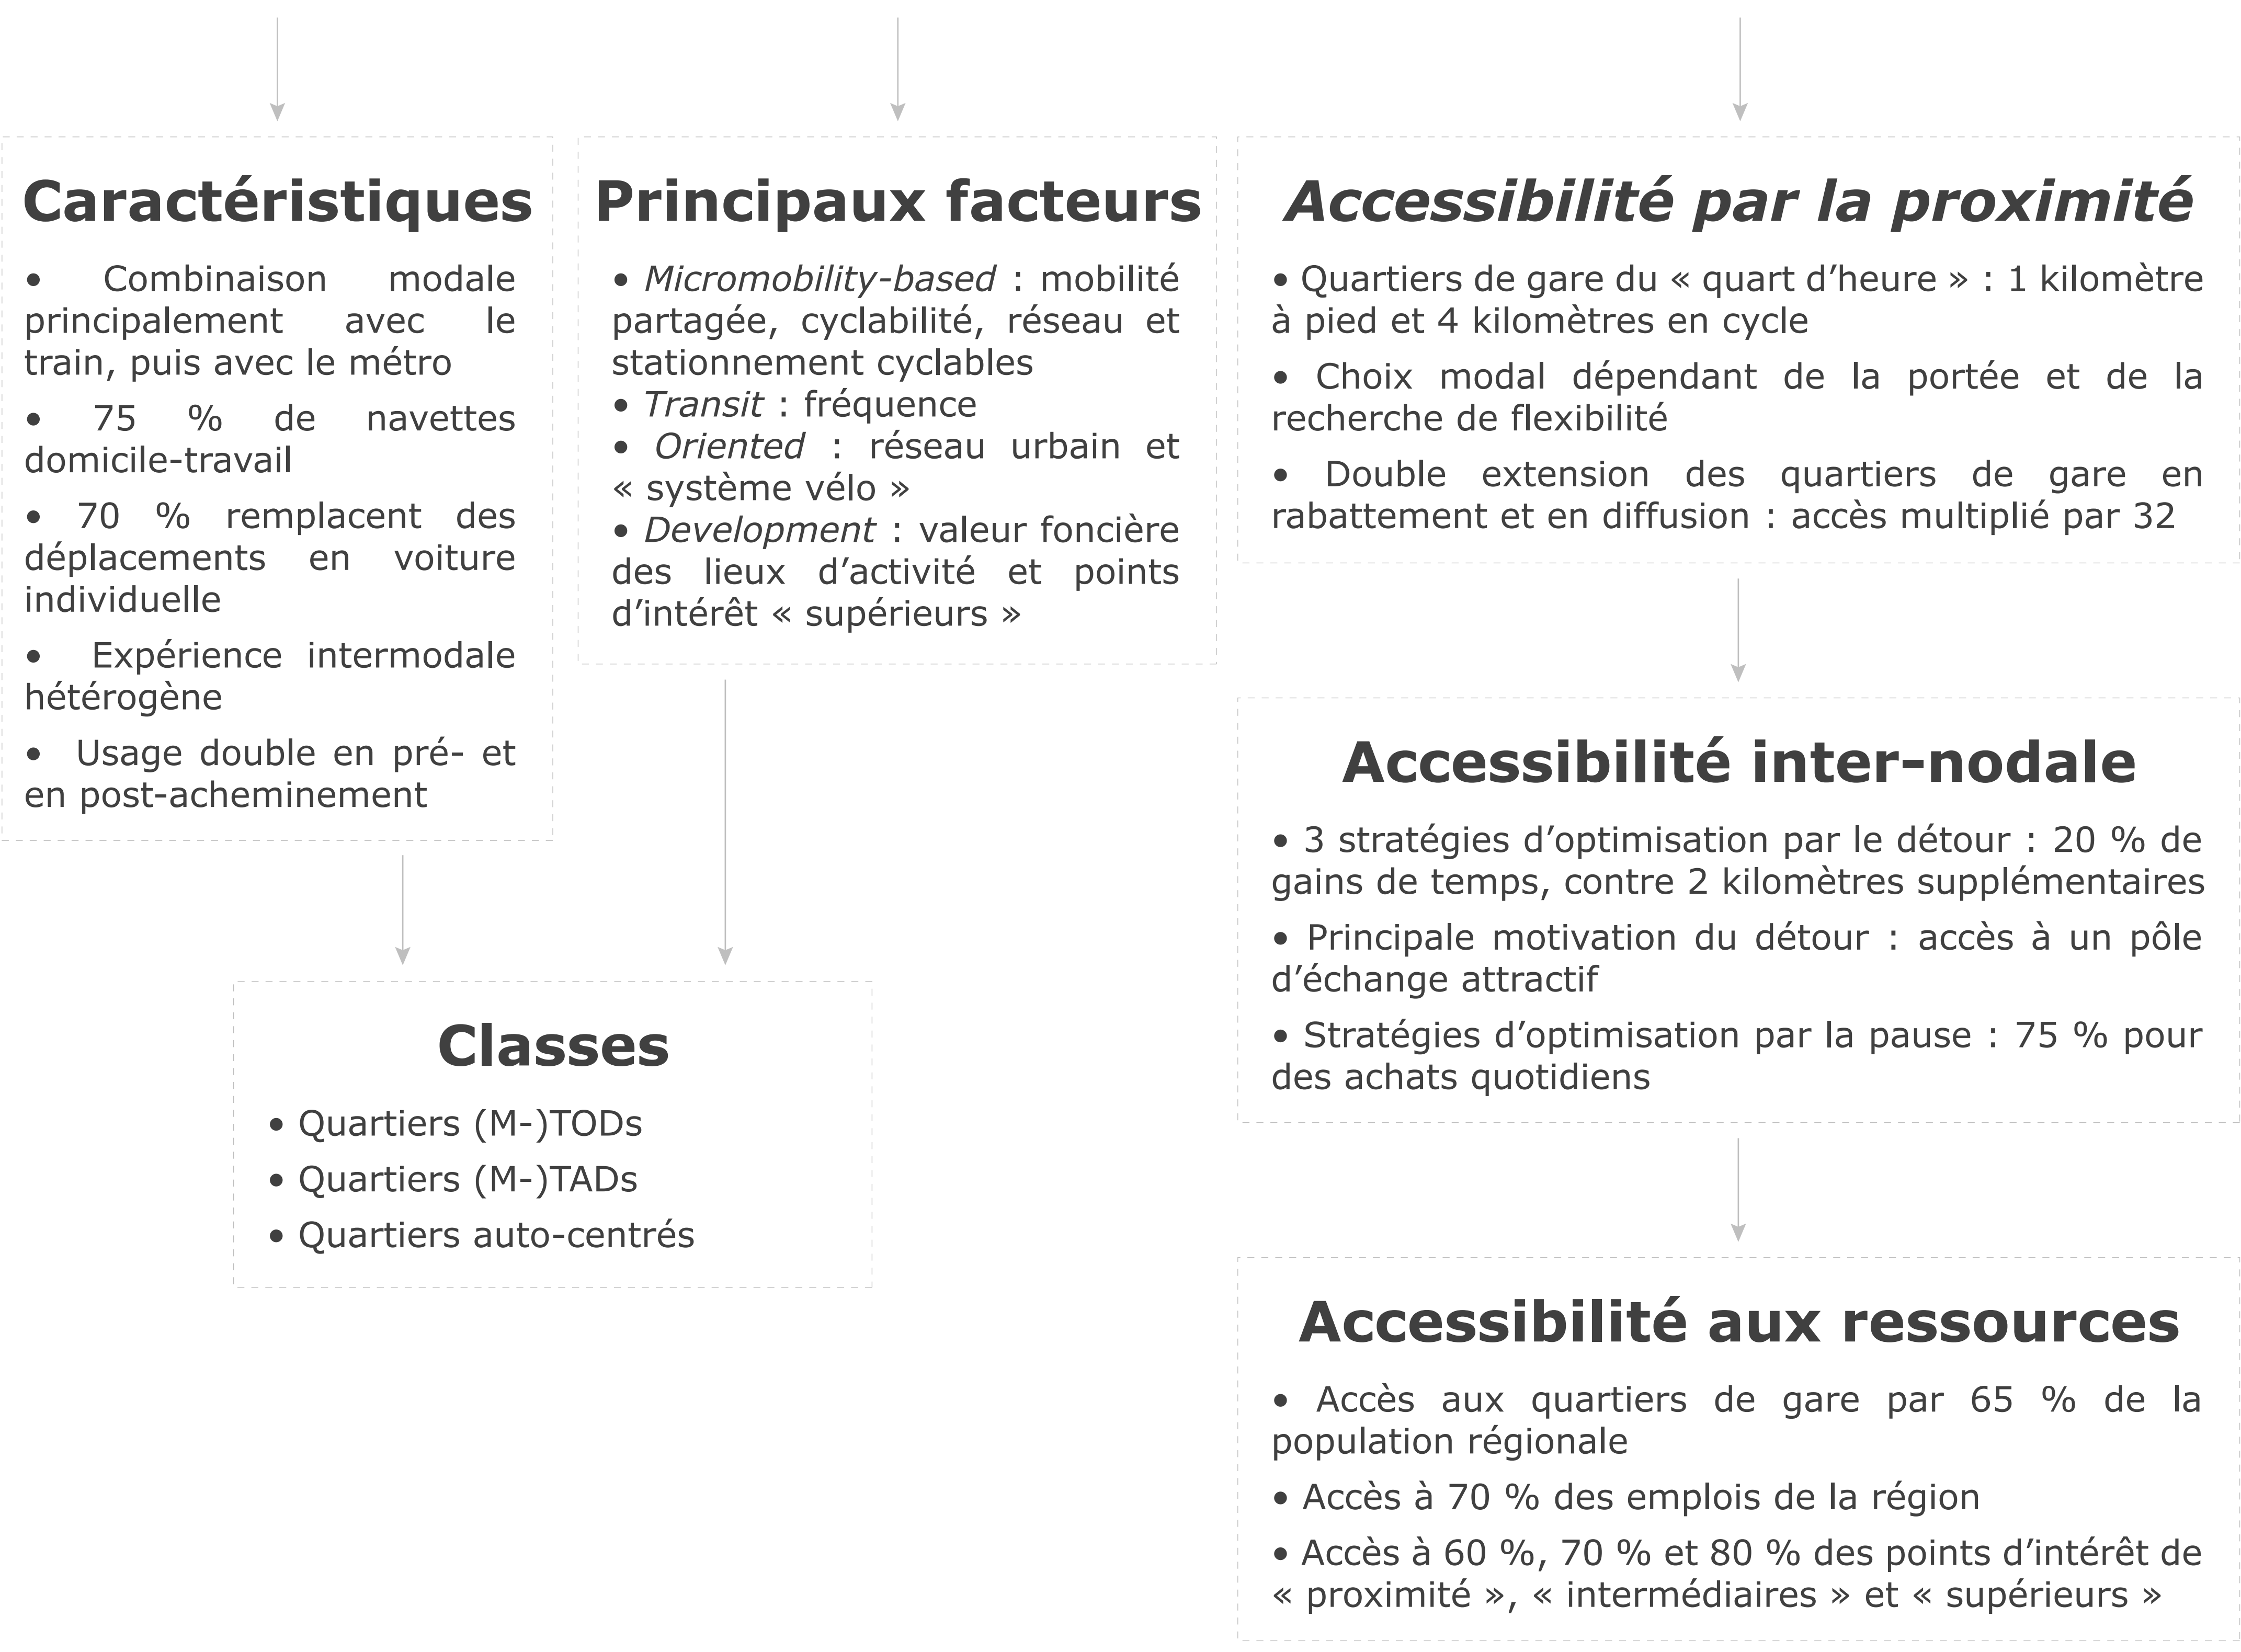 Caractéristiques
• Combinaison modale
principalement avec le
train, puis avec le métro
• 75 % de navettes
domicile-travail
• 70 % remplacent des
déplacements en voiture
individuelle
• Expérience intermodale
hétérogène
• Usage double en pré- et
en post-acheminement
Principaux facteurs
• Micromobility-based : mobilité
partagée, cyclabilité, réseau et
stationnement cyclables
• Transit : fréquence
• Oriented : réseau urbain et
« système vélo »
• Development : valeur foncière
des lieux d’activité et points
d’intérêt « supérieurs »
Classes
• Quartiers (M-)TODs
• Quartiers (M-)TADs
• Quartiers auto-centrés
Accessibilité par la proximité
• Quartiers de gare du « quart d’heure » : 1 kilomètre
à pied et 4 kilomètres en cycle
• Choix modal dépendant de la portée et de la
recherche de flexibilité
• Double extension des quartiers de gare en
rabattement et en diffusion : accès multiplié par 32
Accessibilité inter-nodale
• 3 stratégies d’optimisation par le détour : 20 % de
gains de temps, contre 2 kilomètres supplémentaires
• Principale motivation du détour : accès à un pôle
d’échange attractif
• Stratégies d’optimisation par la pause : 75 % pour
des achats quotidiens
Accessibilité aux ressources
• Accès aux quartiers de gare par 65 % de la
population régionale
• Accès à 70 % des emplois de la région
• Accès à 60 %, 70 % et 80 % des points d’intérêt de
« proximité », « intermédiaires » et « supérieurs »